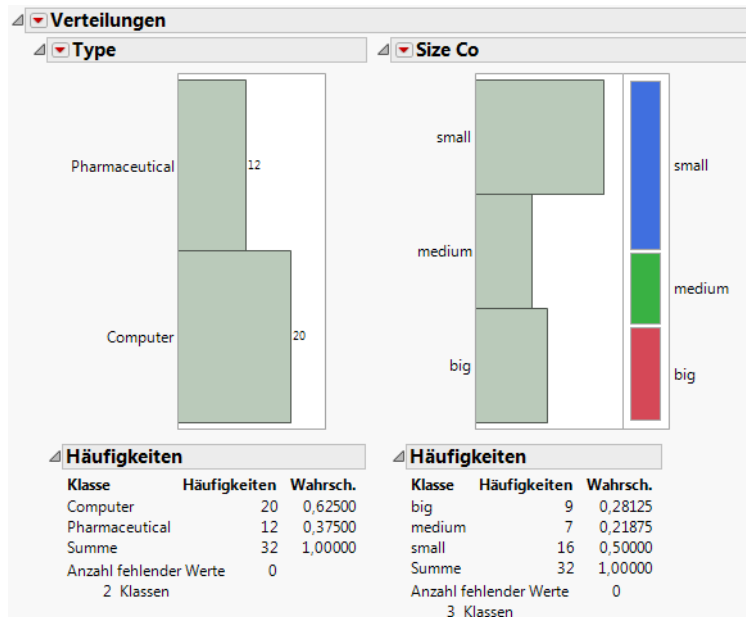 Verteilungen
Type
Pharmaceutical
12
Computer
20
Häufigkeiten
Klasse Häufigkeiten Wahrsch.
Computer 20 0,62500
Pharmaceutical 12 0,37500
Summe 32 1,00000
Anzahl fehlender Werte 0
2 Klassen
Size Co
small
medium
big
small
medium
big
Häufigkeiten
Klasse Häufigkeiten Wahrsch.
big 9 0,28125
medium 7 0,21875
small 16 0,50000
Summe 32 1,00000
Anzahl fehlender Werte 0
3 Klassen